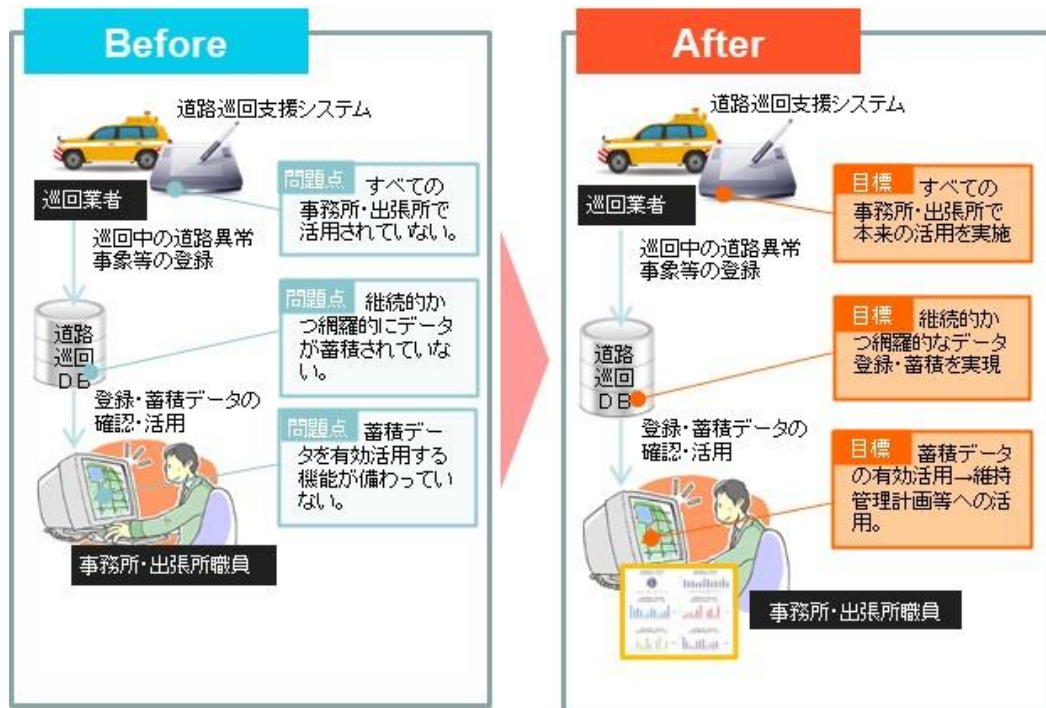 Before
道路巡回支援システム
巡回業者
問題点 すべての
事務所・出張所で
活用されていない。
巡回中の道路異常
事象等の登録
道路
巡回
DB
問題点 継続的か
つ網羅的にデータ
が蓄積されていな
い。
登録・蓄積データの
確認・活用
問題点 蓄積デー
タを有効活用する
機能が備わってい
ない。
事務所・出張所職員
After
道路巡回支援システム
巡回業者
目標 すべての
事務所・出張所で
本来の活用を実施
巡回中の道路異常
事象等の登録
道路
巡回
DB
目標 継続的か
つ網羅的なデータ
登録・蓄積を実現
登録・蓄積データの
確認・活用
目標 蓄積データ
の有効活用→維持
管理計画等への活
用。
事務所・出張所職員